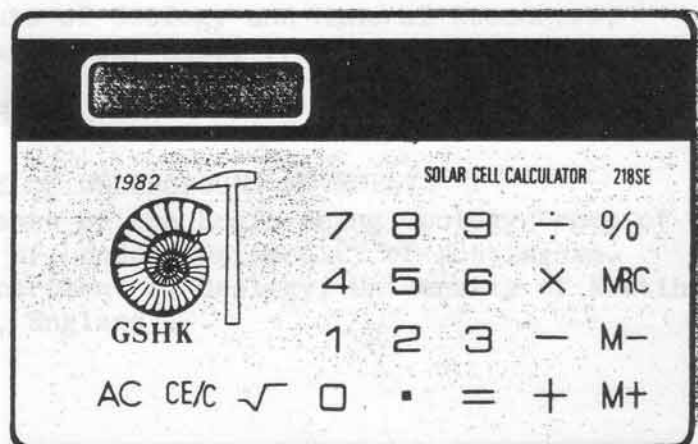 SOLAR CELL CALCULATOR 218SE
1982
7 8 9 ÷ %
4 5 6 × MRC
GSHK
1 2 3 − M−
AC CE/C √ 0 . = + M+